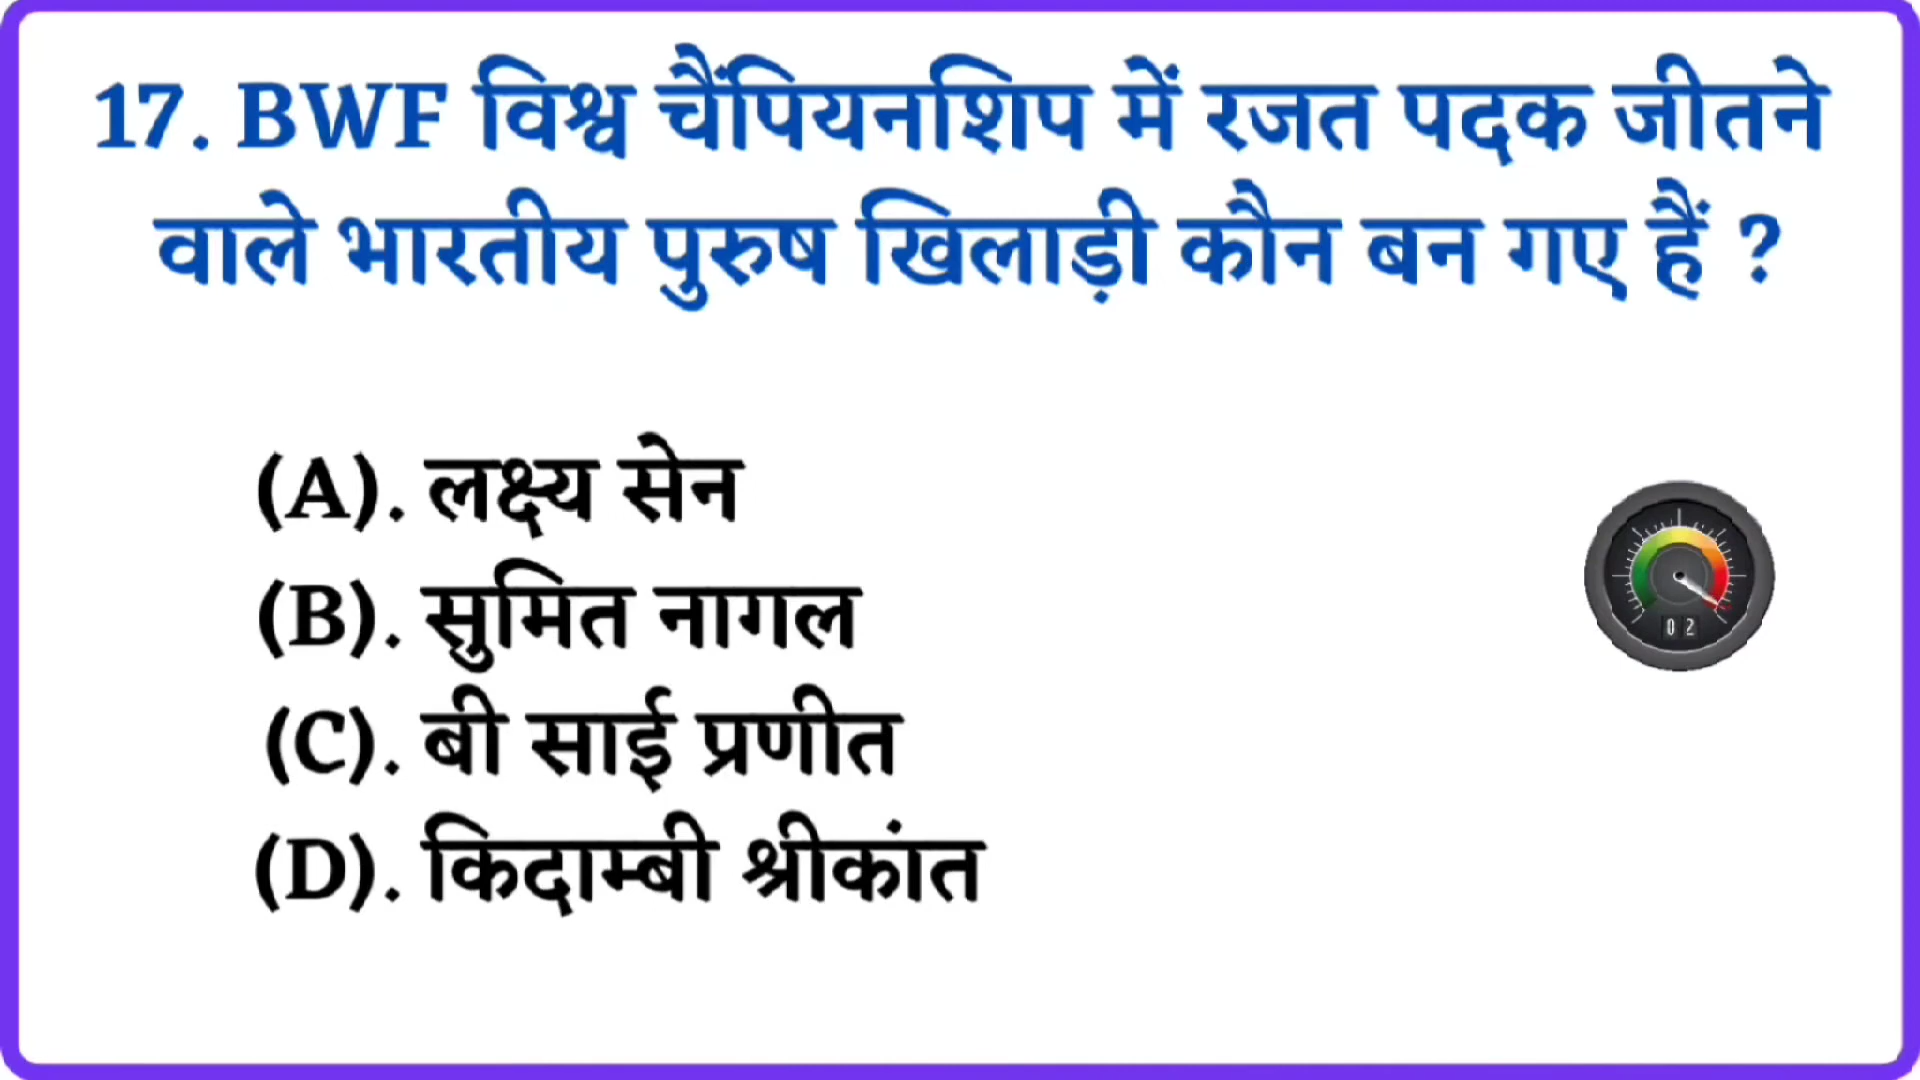 17. BWF विश्व चैंपियनशिप में रजत पदक जीतने
वाले भारतीय पुरुष खिलाड़ी कौन बन गए हैं ?
(A). लक्ष्य सेन
(B). सुमित नागल
(C). बी साई प्रणीत
(D). किदाम्बी श्रीकांत
02